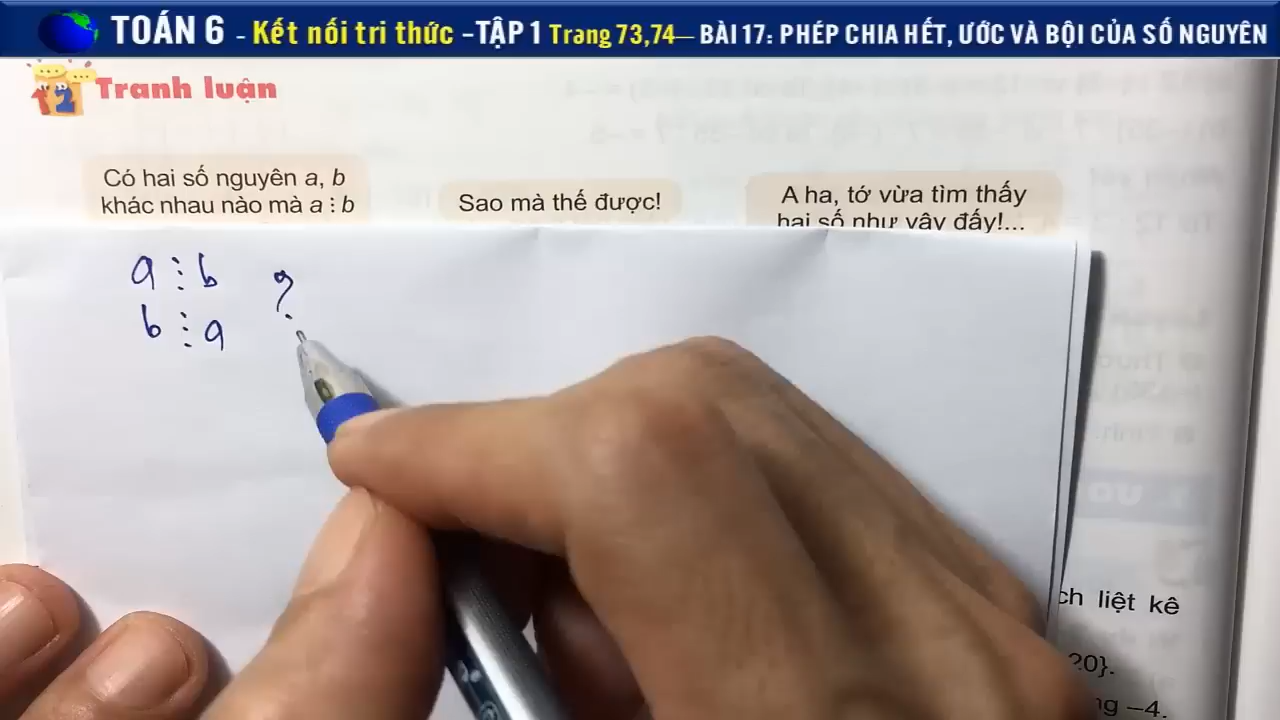 TOÁN 6 - Kết nối tri thức -TẬP 1 Trang 73,74- BÀI 17: PHÉP CHIA HẾT, ƯỚC VÀ BỘI CỦA SỐ NGUYÊN
Tranh luận
Có hai số nguyên a, b
khác nhau nào mà a ⋮ b
Sao mà thế được!
A ha, tớ vừa tìm thấy
hai số như vậy đấy!...
a ⋮ b
b ⋮ a
?
ch liệt kê
20}.
ng –4.